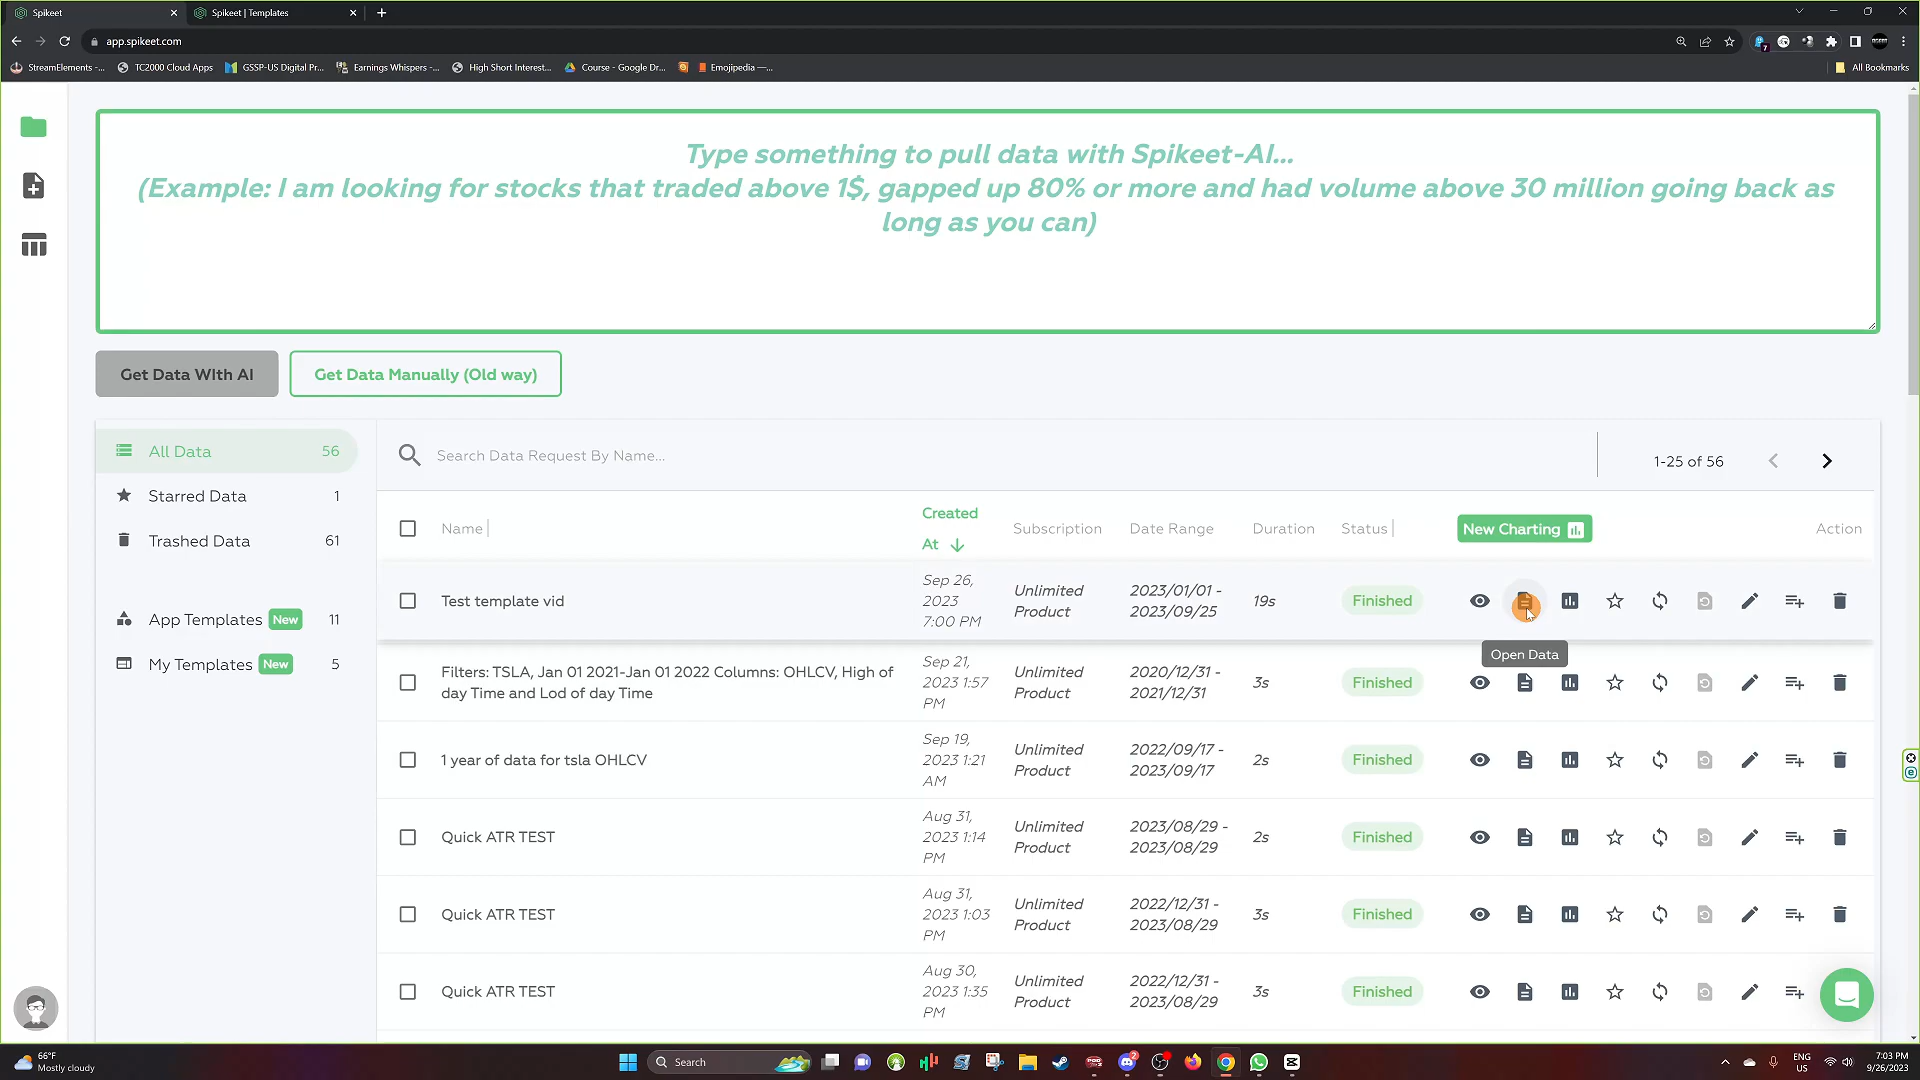 Spikeet
Spikeet | Templates
app.spikeet.com
StreamElements -...
TC2000 Cloud Apps
GSSP-US Digital Pr...
Earnings Whispers -...
High Short Interest...
Course - Google Dr...
Emojipedia —...
All Bookmarks
Type something to pull data with Spikeet-AI...
(Example: I am looking for stocks that traded above 1$, gapped up 80% or more and had volume above 30 million going back as
long as you can)
Get Data WIth AI
Get Data Manually (Old way)
All Data 56
Starred Data 1
Trashed Data 61
App Templates New 11
My Templates New 5
Search Data Request By Name...
1-25 of 56
Name
Created
At
Subscription
Date Range
Duration
Status
New Charting
Action
Test template vid
Sep 26,
2023
7:00 PM
Unlimited
Product
2023/01/01 -
2023/09/25
19s
Finished
Open Data
Filters: TSLA, Jan 01 2021-Jan 01 2022 Columns: OHLCV, High of
day Time and Lod of day Time
Sep 21,
2023 1:57
PM
Unlimited
Product
2020/12/31 -
2021/12/31
3s
Finished
1 year of data for tsla OHLCV
Sep 19,
2023 1:21
AM
Unlimited
Product
2022/09/17 -
2023/09/17
2s
Finished
Quick ATR TEST
Aug 31,
2023 1:14
PM
Unlimited
Product
2023/08/29 -
2023/08/29
2s
Finished
Quick ATR TEST
Aug 31,
2023 1:03
PM
Unlimited
Product
2022/12/31 -
2023/08/29
3s
Finished
Quick ATR TEST
Aug 30,
2023 1:35
PM
Unlimited
Product
2022/12/31 -
2023/08/29
3s
Finished
66°F
Mostly cloudy
Search
ENG
US
7:03 PM
9/26/2023